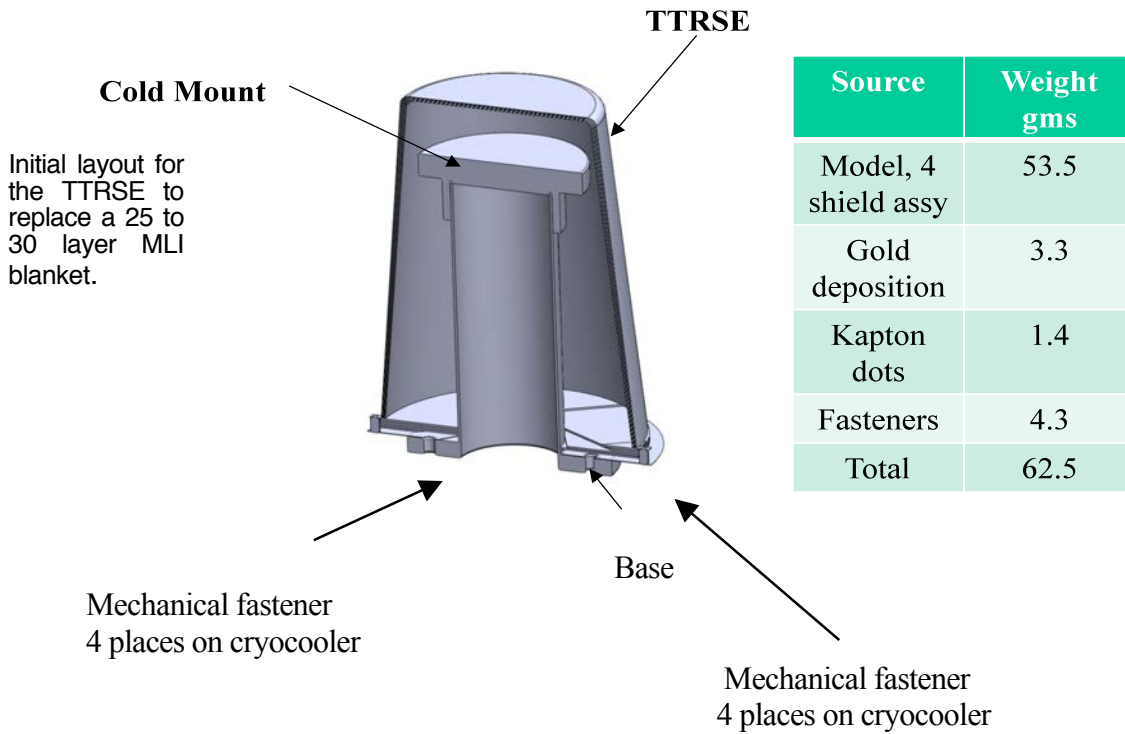 TTRSE
Cold Mount
Initial layout for
the TTRSE to
replace a 25 to
30 layer MLI
blanket.
Source
Weight
gms
Model, 4
shield assy
53.5
Gold
deposition
3.3
Kapton
dots
1.4
Fasteners
4.3
Total
62.5
Base
Mechanical fastener
4 places on cryocooler
Mechanical fastener
4 places on cryocooler